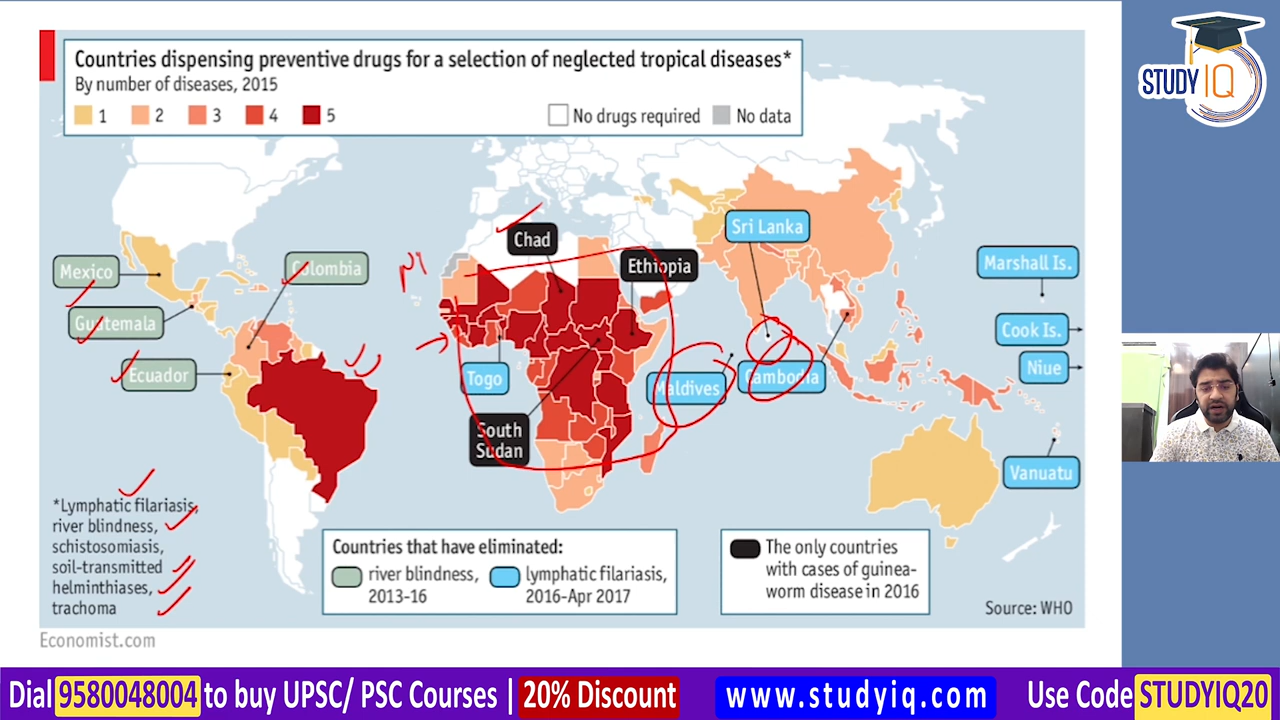 Countries dispensing preventive drugs for a selection of neglected tropical diseases*
By number of diseases, 2015
1 2 3 4 5 No drugs required No data
STUDY IQ
Chad
Sri Lanka
Ethiopia
Mexico
Colombia
Marshall Is.
Guatemala
Cook Is.
Ecuador
Togo
Maldives
Cambodia
Niue
South
Sudan
Vanuatu
*Lymphatic filariasis,
river blindness,
schistosomiasis,
soil-transmitted
helminthiases,
trachoma
Countries that have eliminated:
river blindness,
2013-16
lymphatic filariasis,
2016-Apr 2017
The only countries
with cases of guinea-
worm disease in 2016
Source: WHO
Economist.com
Dial 9580048004 to buy UPSC/ PSC Courses | 20% Discount www.studyiq.com Use Code STUDYIQ20